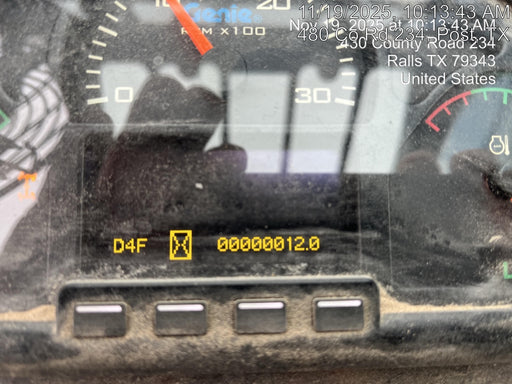 11/19/2025, 10:13:43 AM
Nov 19, 2025 at 10:13:43 AM
480 Co Rd 234, Post, TX
430 County Road 234
Ralls TX 79343
United States
10
20
Genie
RPM x100
0
30
D4F
00000012.0